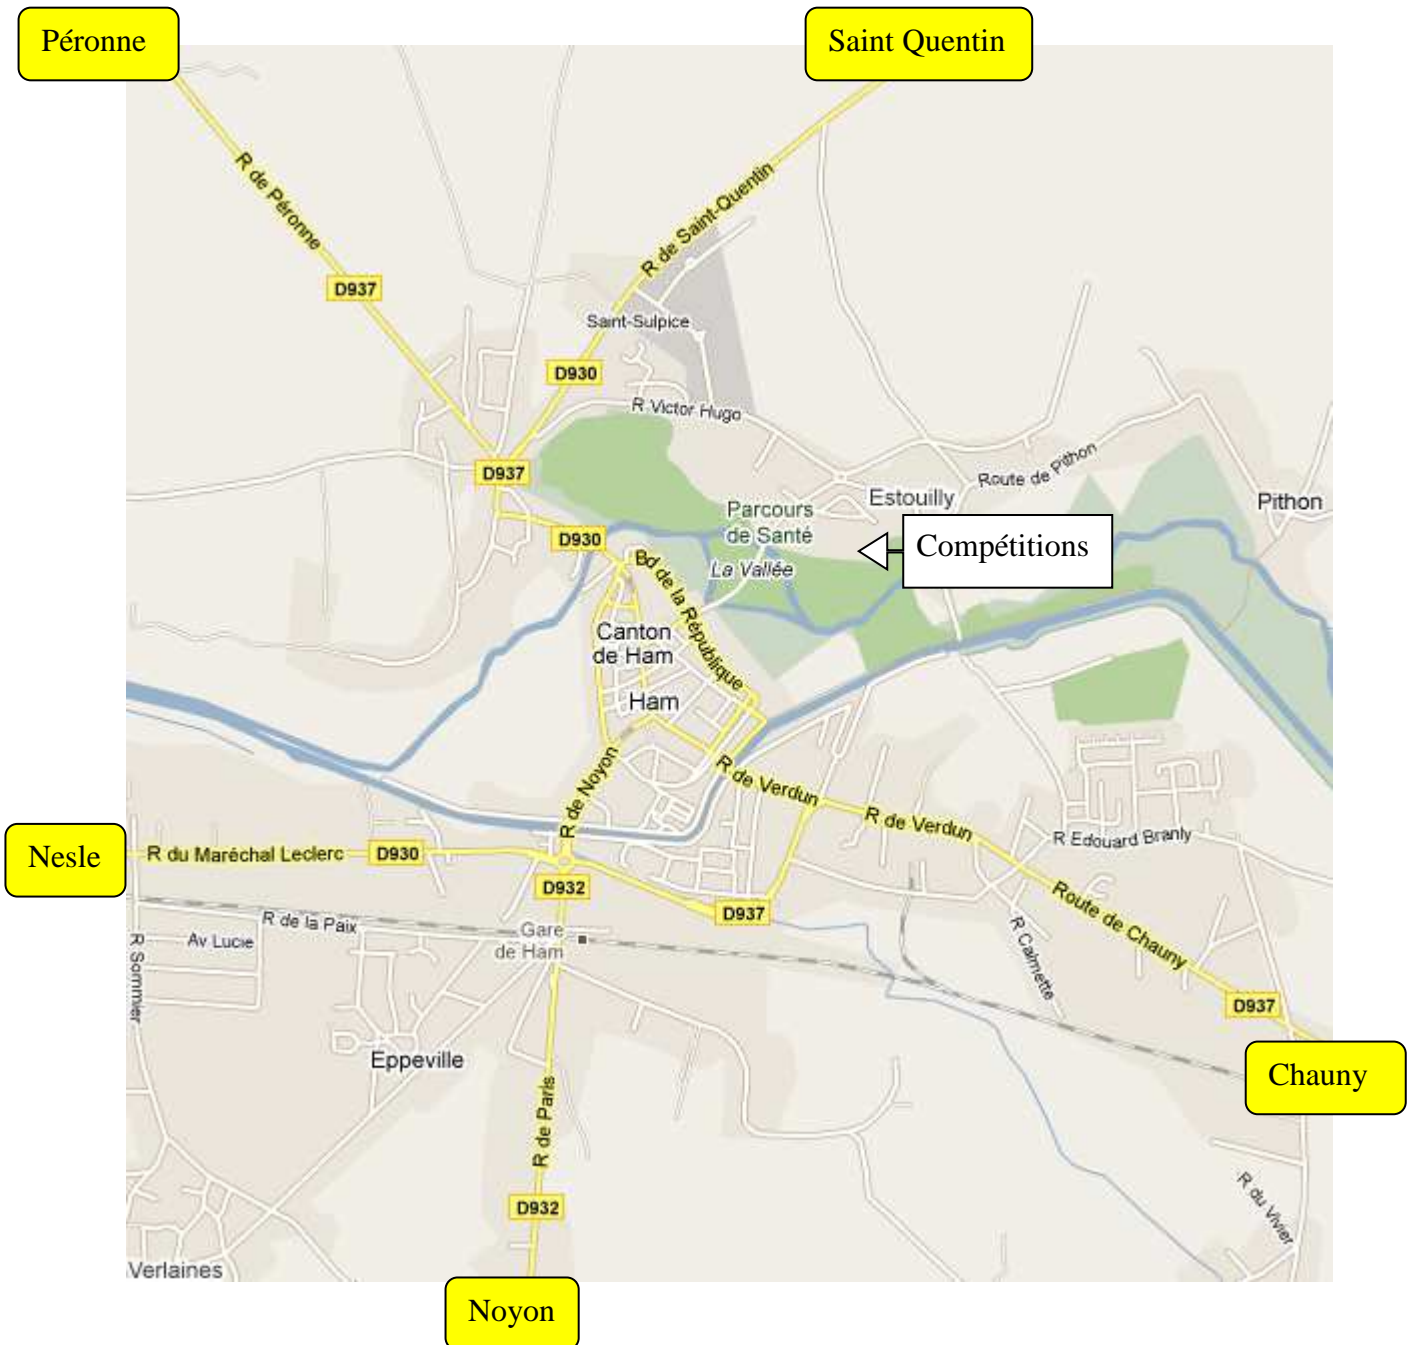 Péronne
Saint Quentin
R de Péronne
R de Saint-Quentin
D937
Saint-Sulpice
D930
R Victor Hugo
D937
Route de Pithon
Estouilly
Pithon
Parcours
de Santé
Compétitions
D930
La Vallée
Bd de la République
Canton
de Ham
Ham
R de Noyon
R de Verdun
R de Verdun
R Edouard Branly
Nesle
R du Maréchal Leclerc
D930
D932
D937
Route de Chauny
R de la Paix
Av Lucie
R Sommier
Gare
de Ham
R Calmette
D937
Eppeville
Chauny
R de Paris
D932
R du Vivier
Verlaines
Noyon